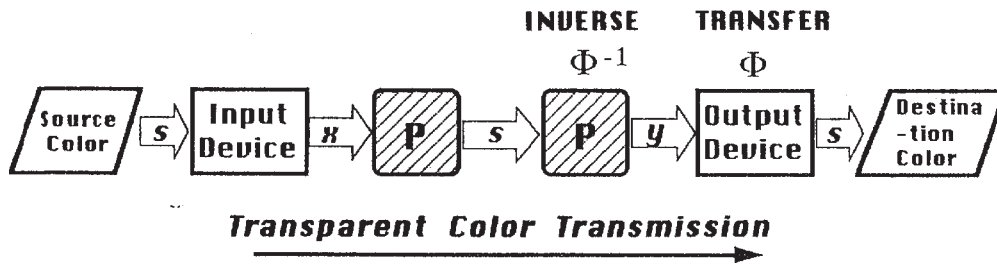 INVERSE TRANSFER
Φ⁻¹ Φ
Source
Color
s
Input
Device
x
P
s
P
y
Output
Device
s
Destina
-tion
Color
Transparent Color Transmission